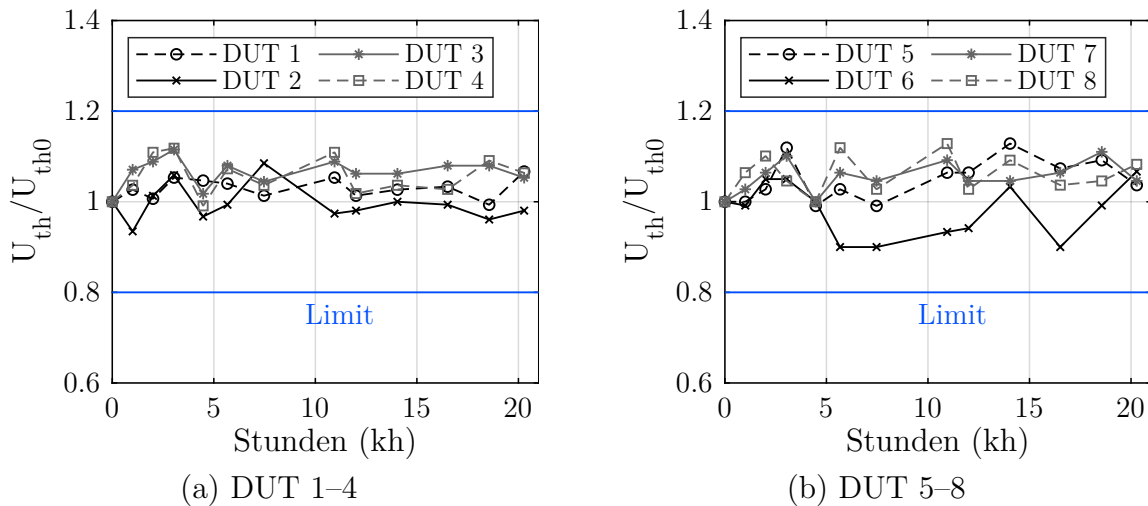 1.4
1.2
1
0.8
0.6
U_th/U_th0
DUT 1
DUT 2
DUT 3
DUT 4
Limit
0 5 10 15 20
Stunden (kh)
(a) DUT 1–4
1.4
1.2
1
0.8
0.6
U_th/U_th0
DUT 5
DUT 6
DUT 7
DUT 8
Limit
0 5 10 15 20
Stunden (kh)
(b) DUT 5–8